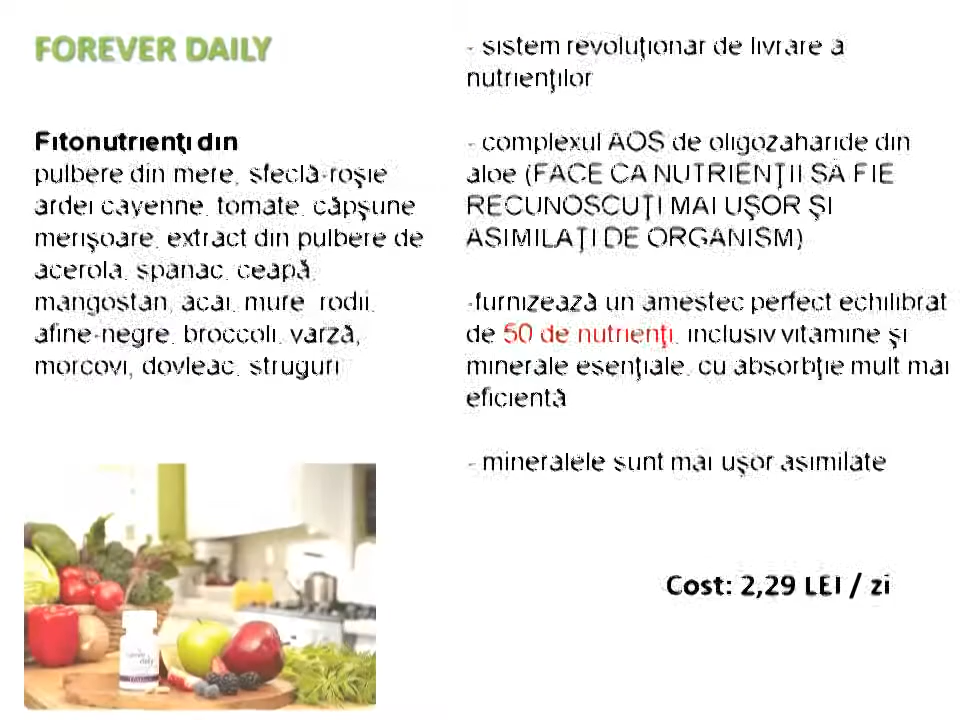 FOREVER DAILY
Fitonutrienţi din
pulbere din mere, sfeclă-roşie
ardei cayenne, tomate, căpşune
merişoare, extract din pulbere de
acerola, spanac, ceapă,
mangostan, acai, mure, rodii,
afine-negre, broccoli, varză,
morcovi, dovleac, struguri
- sistem revoluţionar de livrare a
nutrienţilor
- complexul AOS de oligozaharide din
aloe (FACE CA NUTRIENŢII SĂ FIE
RECUNOSCUŢI MAI UŞOR ŞI
ASIMILAŢI DE ORGANISM)
-furnizează un amestec perfect echilibrat
de 50 de nutrienţi, inclusiv vitamine şi
minerale esenţiale, cu absorbţie mult mai
eficientă
- mineralele sunt mai uşor asimilate
Cost: 2,29 LEI / zi
daily